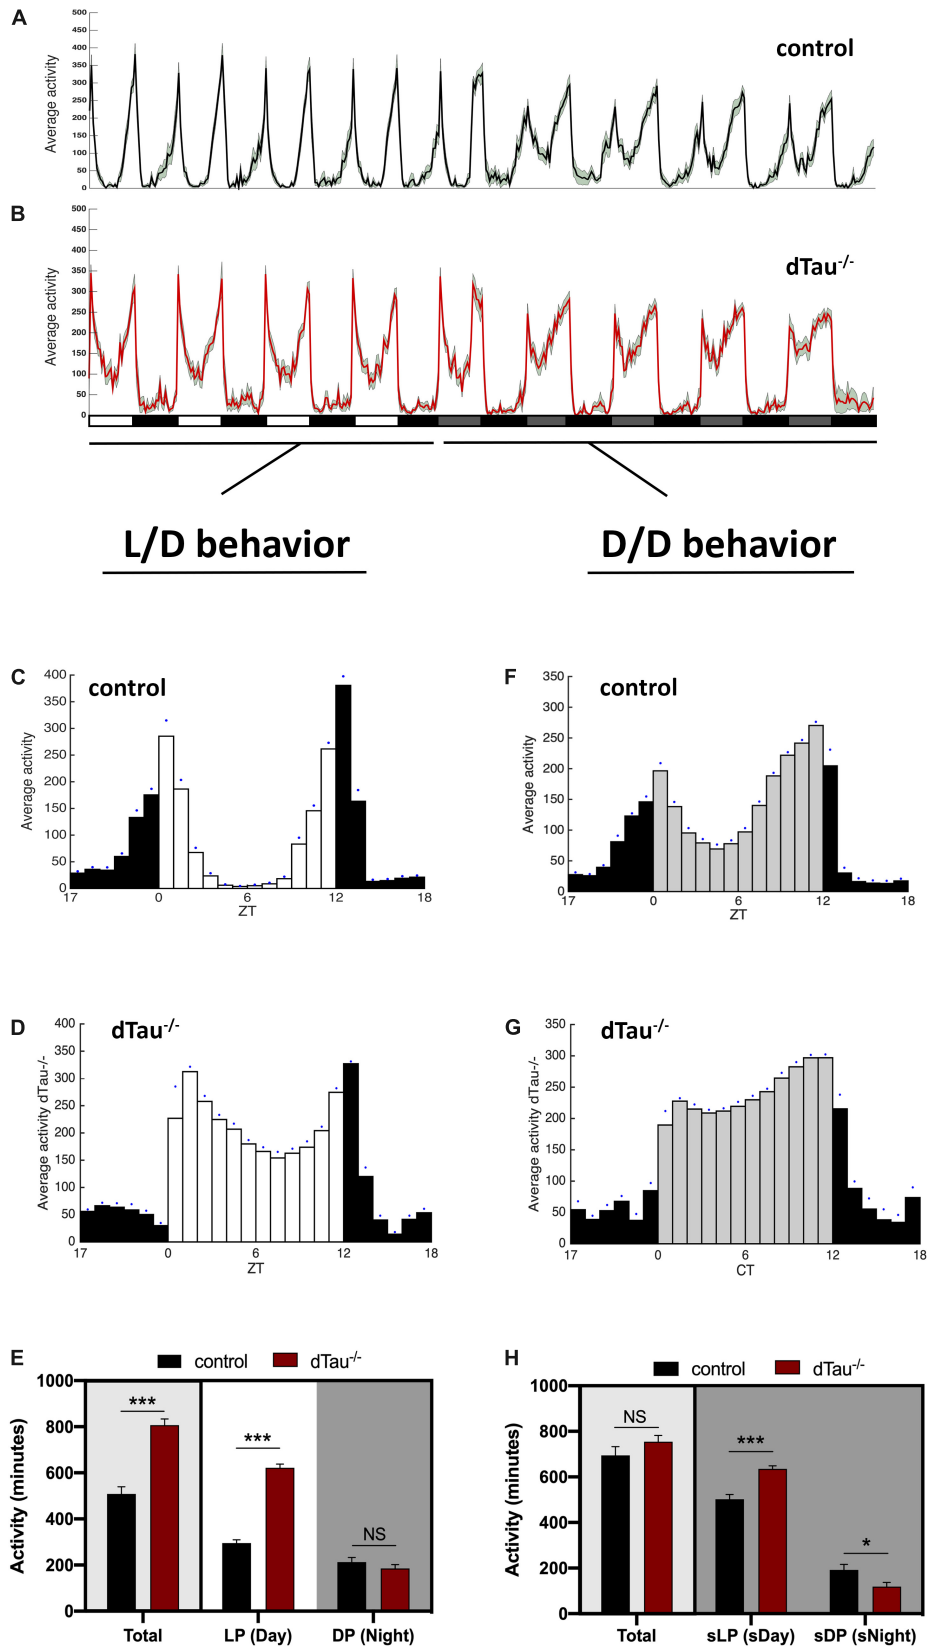 A
control
Average activity
500
450
400
350
300
250
200
150
100
50
0
B
dTau-/-
Average activity
500
450
400
350
300
250
200
150
100
50
0
L/D behavior
D/D behavior
C
control
Average activity
400
350
300
250
200
150
100
50
0
17 0 6 12 18
ZT
F
control
Average activity
350
300
250
200
150
100
50
0
17 0 6 12 18
ZT
D
dTau-/-
Average activity dTau-/-
400
350
300
250
200
150
100
50
0
17 0 6 12 18
ZT
G
dTau-/-
Average activity dTau-/-
350
300
250
200
150
100
50
0
17 0 6 12 18
CT
E
control dTau-/-
Activity (minutes)
1000
800
600
400
200
0
***
***
NS
Total LP (Day) DP (Night)
H
control dTau-/-
Activity (minutes)
1000
800
600
400
200
0
NS
***
*
Total sLP (sDay) sDP (sNight)